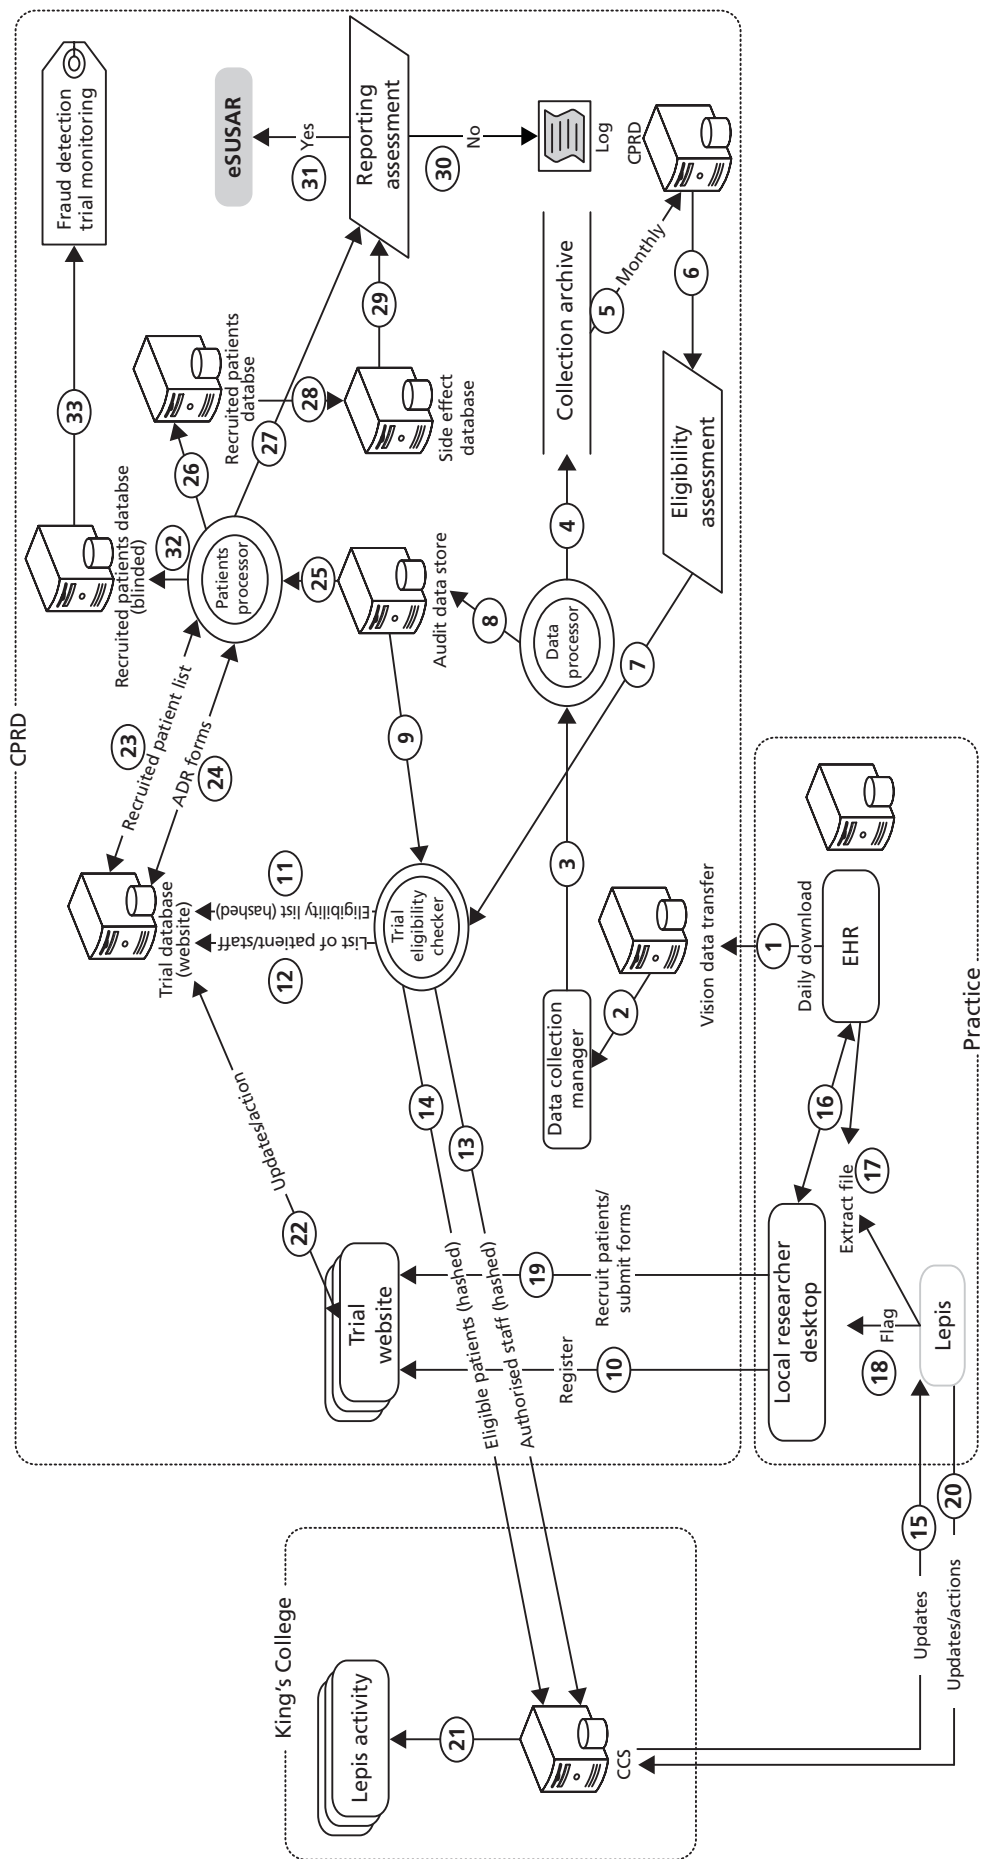 CPRD
Fraud detection
trial monitoring
33
Recruited patients databse
(blinded)
32
Recruited patients
databse
26
28
27
Patients
processor
25
23
Recruited patient list
ADR forms
24
Trial database
(website)
Side effect
database
29
eSUSAR
Yes
31
Reporting
assessment
30
No
Log
CPRD
Collection archive
5
Monthly
6
Eligibility
assessment
7
4
Data
processor
8
Audit data store
9
Trial
eligibility
checker
11
Eligibility list (hashed)
List of patient/staff
12
3
Data collection
manager
2
Vision data transfer
14
13
Eligible patients (hashed)
Authorised staff (hashed)
Updates/action
22
Trial
website
19
Recruit patients/
submit forms
Register
10
1
Daily download
EHR
Practice
16
17
Extract file
Local researcher
desktop
18
Flag
Lepis
15
Updates
20
Updates/actions
King's College
Lepis activity
21
CCS